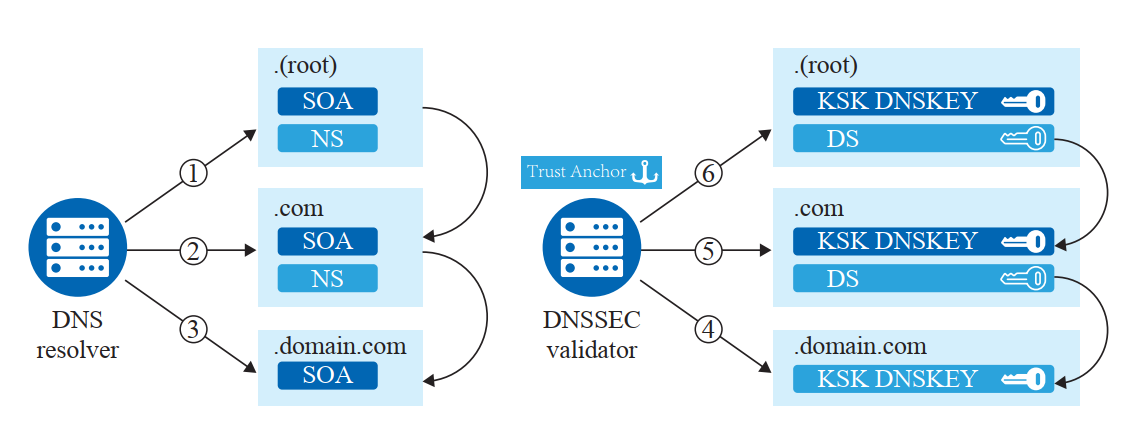 .(root)
SOA
NS
1
2
3
.com
SOA
NS
.domain.com
SOA
DNS
resolver
Trust Anchor
6
5
4
DNSSEC
validator
.(root)
KSK DNSKEY
DS
.com
KSK DNSKEY
DS
.domain.com
KSK DNSKEY